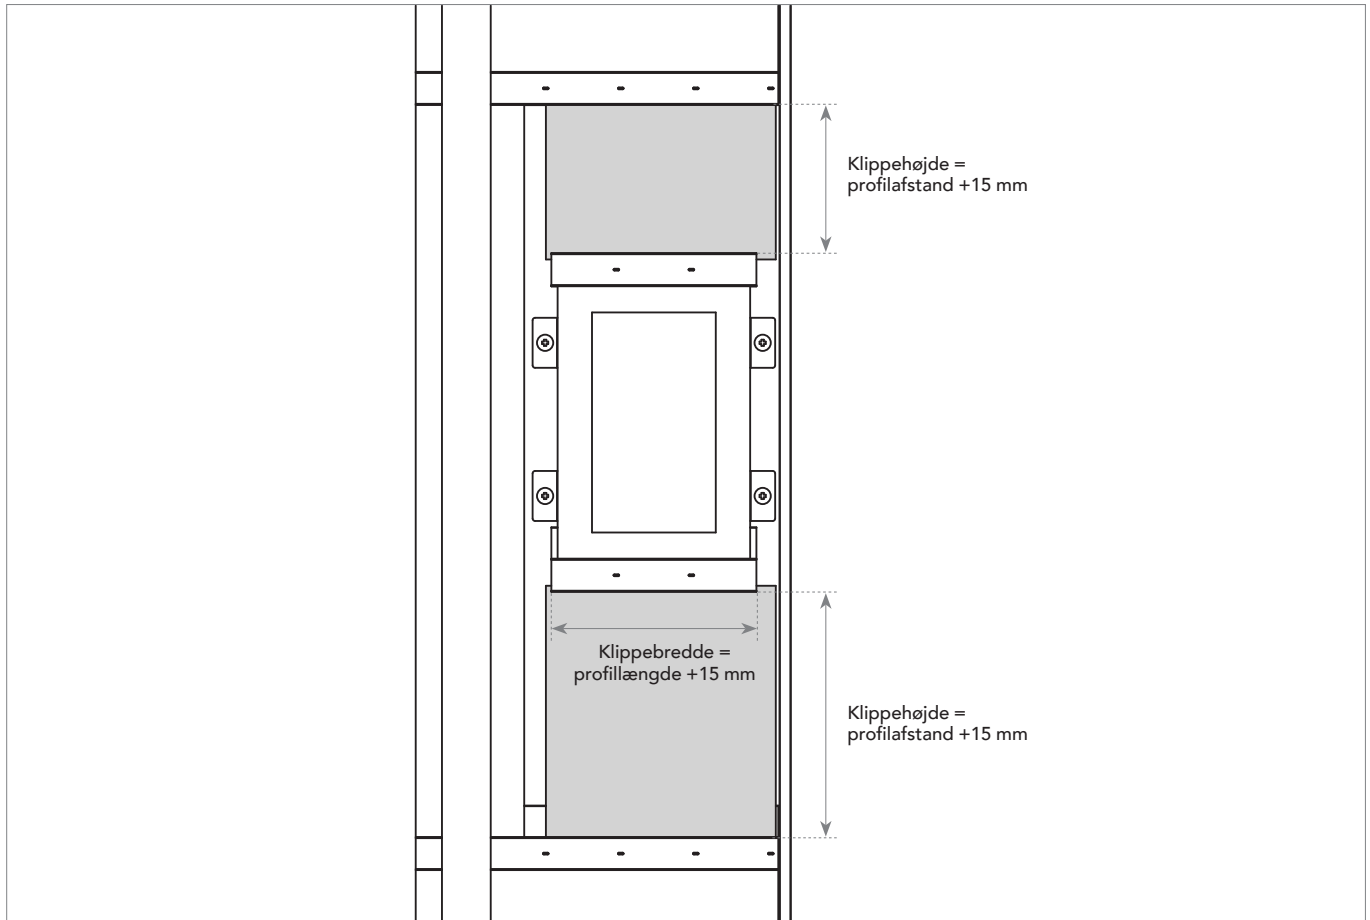 Klippehøjde =
profilafstand +15 mm
Klippebredde =
profillængde +15 mm
Klippehøjde =
profilafstand +15 mm